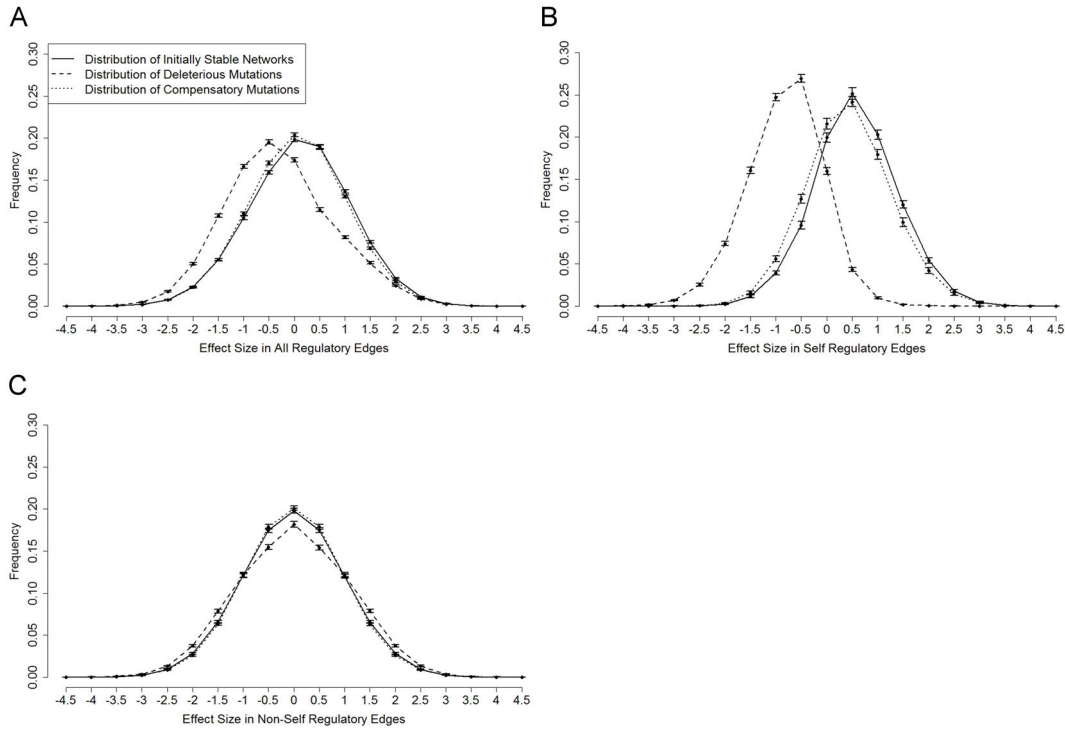 A
0.30
0.25
0.20
0.15
0.10
0.05
0.00
Frequency
Distribution of Initially Stable Networks
Distribution of Deleterious Mutations
Distribution of Compensatory Mutations
-4.5 -4 -3.5 -3 -2.5 -2 -1.5 -1 -0.5 0 0.5 1 1.5 2 2.5 3 3.5 4 4.5
Effect Size in All Regulatory Edges
B
0.30
0.25
0.20
0.15
0.10
0.05
0.00
Frequency
-4.5 -4 -3.5 -3 -2.5 -2 -1.5 -1 -0.5 0 0.5 1 1.5 2 2.5 3 3.5 4 4.5
Effect Size in Self Regulatory Edges
C
0.30
0.25
0.20
0.15
0.10
0.05
0.00
Frequency
-4.5 -4 -3.5 -3 -2.5 -2 -1.5 -1 -0.5 0 0.5 1 1.5 2 2.5 3 3.5 4 4.5
Effect Size in Non-Self Regulatory Edges